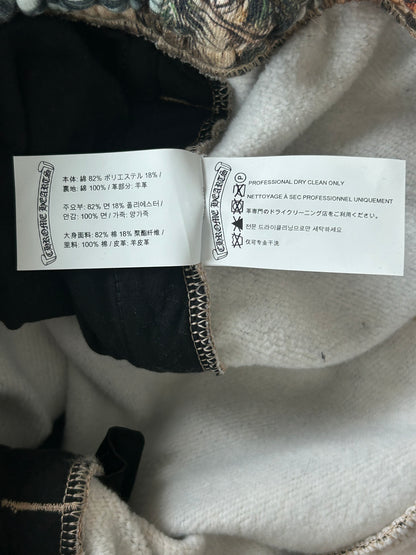 CHROME HEARTS
本体: 綿 82% ポリエステル 18% /
裏地: 綿 100% / 革部分: 羊革
주요부: 82% 면 18% 폴리에스터 /
안감: 100% 면 / 가죽: 양가죽
大身面料: 82% 棉 18% 聚酯纤维 /
里料: 100% 棉 / 皮革: 羊皮革
CHROME HEARTS
P
PROFESSIONAL DRY CLEAN ONLY
NETTOYAGE À SEC PROFESSIONNEL UNIQUEMENT
革専門のドライクリーニング店をご利用ください。
전문 드라이클리닝으로만 세탁하세요
仅可专业干洗